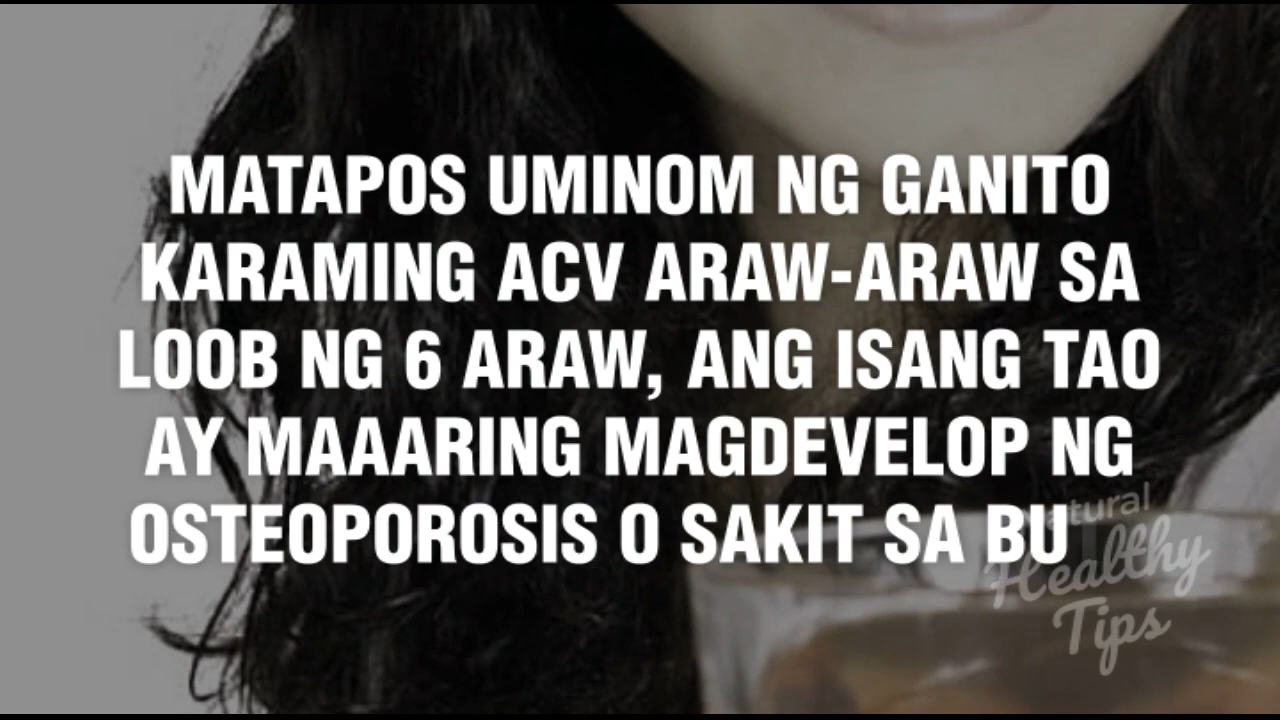 MATAPOS UMINOM NG GANITO
KARAMING ACV ARAW-ARAW SA
LOOB NG 6 ARAW, ANG ISANG TAO
AY MAAARING MAGDEVELOP NG
OSTEOPOROSIS O SAKIT SA BU
Natural
Healthy
Tips